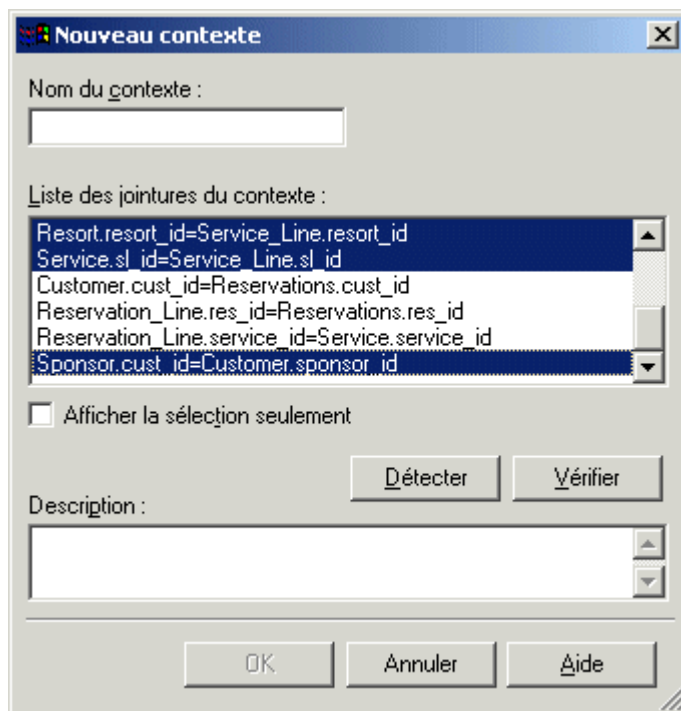 Nouveau contexte
Nom du contexte :
Liste des jointures du contexte :
Resort.resort_id=Service_Line.resort_id
Service.sl_id=Service_Line.sl_id
Customer.cust_id=Reservations.cust_id
Reservation_Line.res_id=Reservations.res_id
Reservation_Line.service_id=Service.service_id
Sponsor.cust_id=Customer.sponsor_id
Afficher la sélection seulement
Détecter Vérifier
Description :
OK Annuler Aide